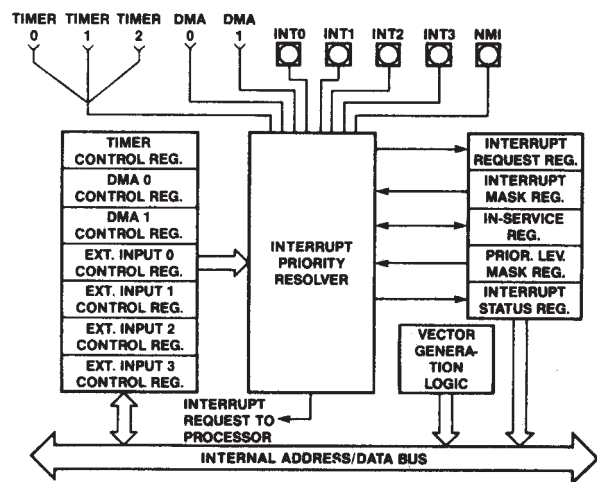 TIMER TIMER TIMER DMA DMA
0 1 2 0 1
INT0 INT1 INT2 INT3 NMI
TIMER
CONTROL REG.
DMA 0
CONTROL REG.
DMA 1
CONTROL REG.
EXT. INPUT 0
CONTROL REG.
EXT. INPUT 1
CONTROL REG.
EXT. INPUT 2
CONTROL REG.
EXT. INPUT 3
CONTROL REG.
INTERRUPT
PRIORITY
RESOLVER
INTERRUPT
REQUEST REG.
INTERRUPT
MASK REG.
IN-SERVICE
REG.
PRIOR. LEV.
MASK REG.
INTERRUPT
STATUS REG.
VECTOR
GENERA-
TION
LOGIC
INTERRUPT
REQUEST TO
PROCESSOR
INTERNAL ADDRESS/DATA BUS